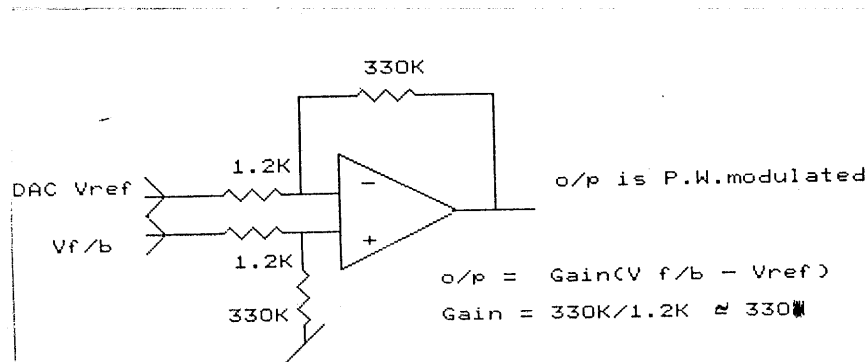 330K
1.2K
DAC Vref
o/p is P.W.modulated
Vf/b
1.2K
o/p = Gain(V f/b - Vref)
330K
Gain = 330K/1.2K ≃ 330